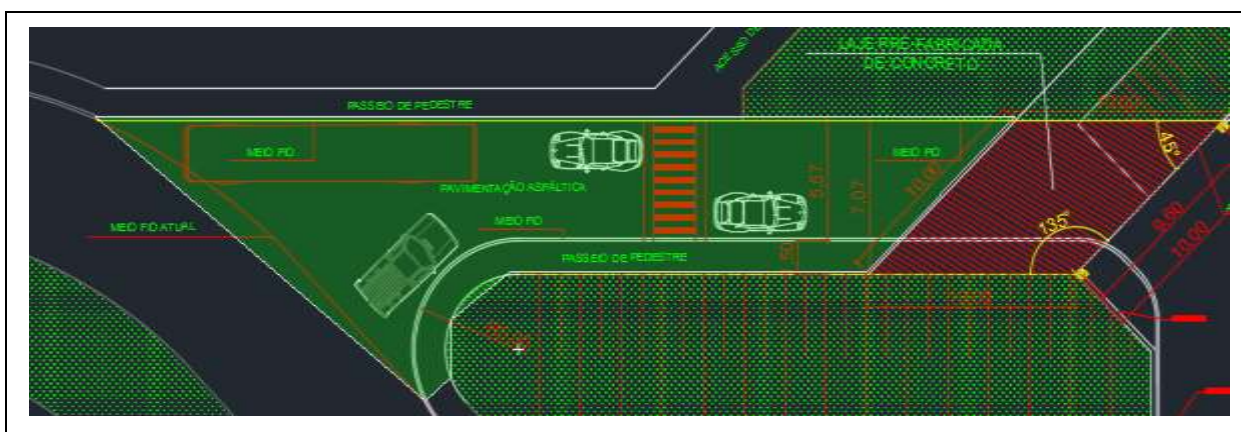 LAJE PRÉ-FABRICADA
DE CONCRETO
PASSEIO DE PEDESTRE
MEIO FIO
MEIO FIO
PAVIMENTAÇÃO ASFÁLTICA
MEIO FIO
MEIO FIO ATUAL
PASSEIO DE PEDESTRE
5,57
7,07
10,00
45°
135°
9,60
10,00